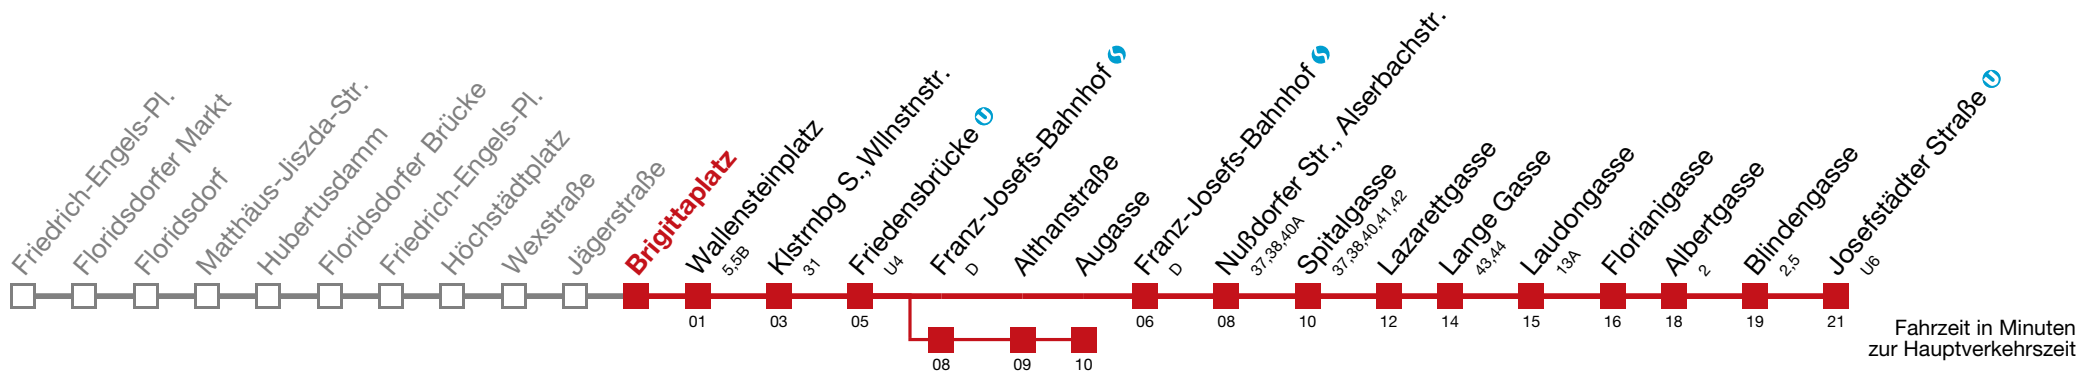 Friedrich-Engels-Pl.
Floridsdorfer Markt
Floridsdorf
Matthäus-Jiszda-Str.
Hubertusdamm
Floridsdorfer Brücke
Friedrich-Engels-Pl.
Höchstädtplatz
Wexstraße
Jägerstraße
Brigittaplatz
Wallensteinplatz
5,5B
Klstrnbg S., Wllnstnstr.
31
Friedensbrücke U
U4
Franz-Josefs-Bahnhof S
D
Althanstraße
Augasse
Franz-Josefs-Bahnhof S
D
Nußdorfer Str., Alserbachstr.
37,38,40A
Spitalgasse
37,38,40,41,42
Lazarettgasse
Lange Gasse
43,44
Laudongasse
13A
Florianigasse
Albertgasse
2
Blindengasse
2,5
Josefstädter Straße U
U6
01 03 05 06 08 10 12 14 15 16 18 19 21
08 09 10
Fahrzeit in Minuten
zur Hauptverkehrszeit